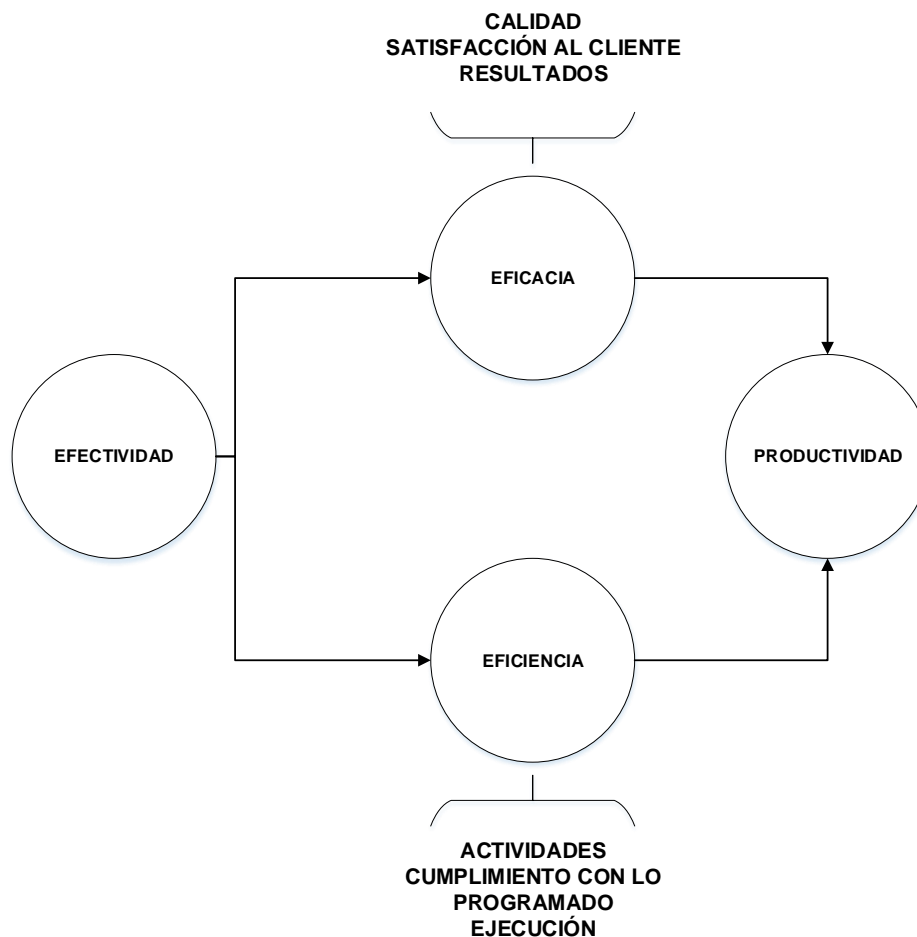 CALIDAD
SATISFACCIÓN AL CLIENTE
RESULTADOS
EFICACIA
EFECTIVIDAD
PRODUCTIVIDAD
EFICIENCIA
ACTIVIDADES
CUMPLIMIENTO CON LO
PROGRAMADO
EJECUCIÓN